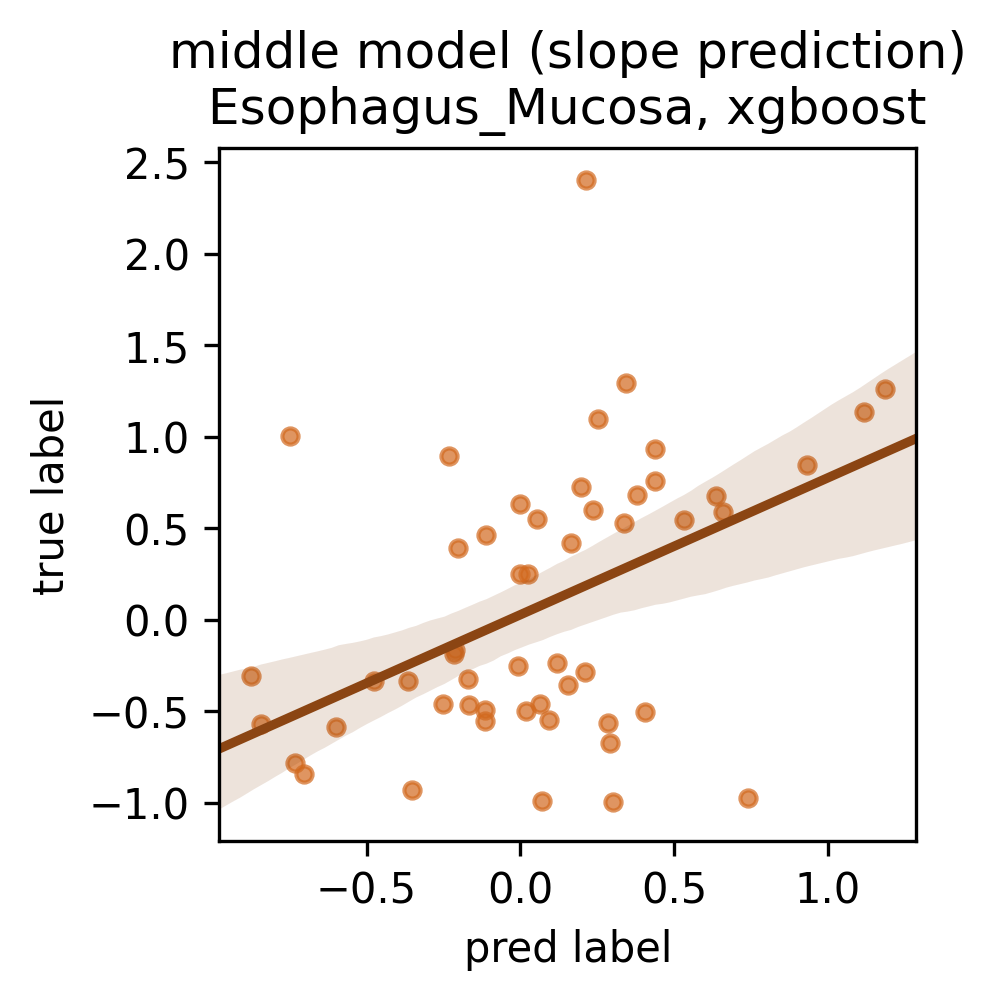 middle model (slope prediction)
Esophagus_Mucosa, xgboost
2.5
2.0
1.5
1.0
0.5
0.0
−0.5
−1.0
true label
−0.5 0.0 0.5 1.0
pred label